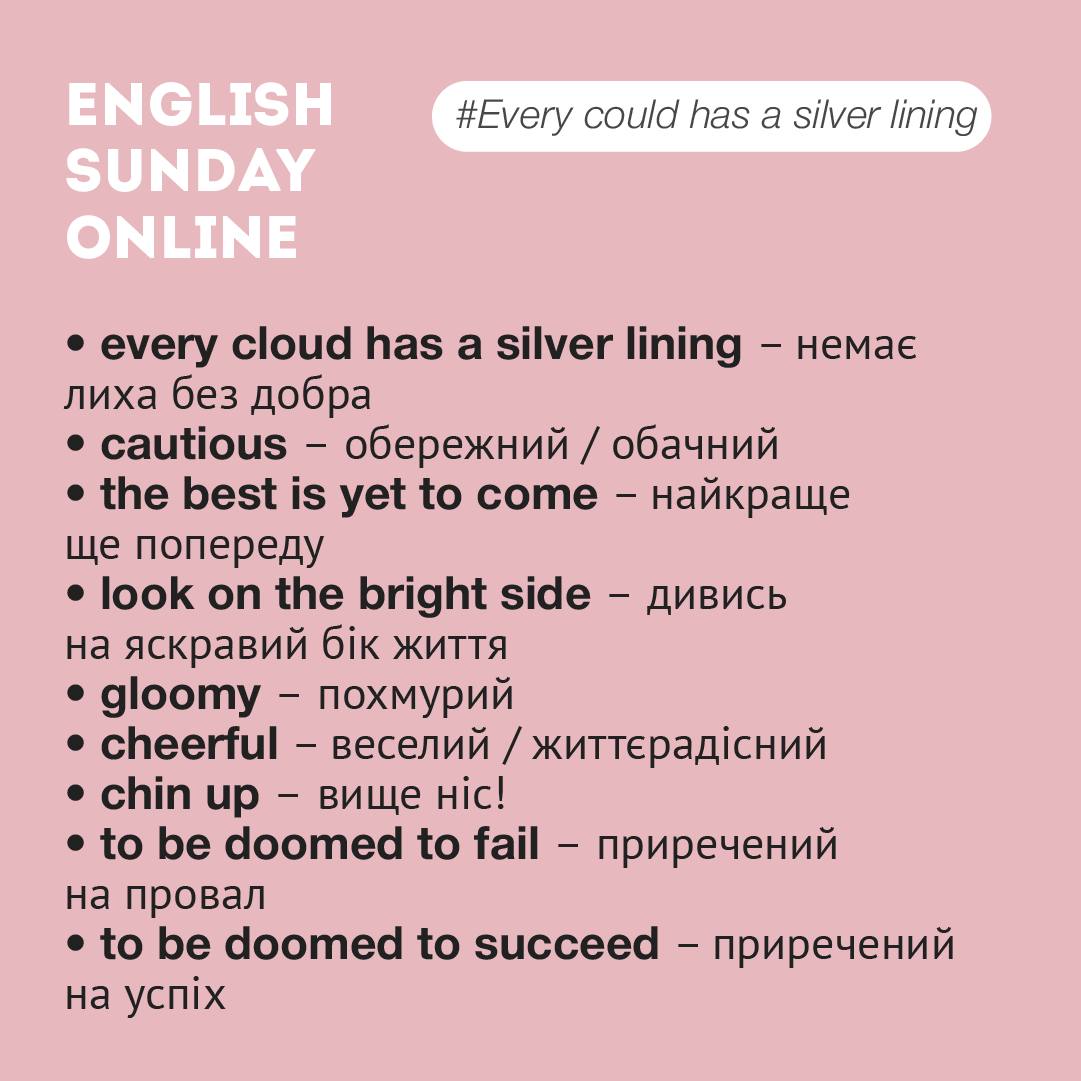 ENGLISH
SUNDAY
ONLINE
#Every could has a silver lining
• every cloud has a silver lining – немає
лиха без добра
• cautious – обережний / обачний
• the best is yet to come – найкраще
ще попереду
• look on the bright side – дивись
на яскравий бік життя
• gloomy – похмурий
• cheerful – веселий / життєрадісний
• chin up – вище ніс!
• to be doomed to fail – приречений
на провал
• to be doomed to succeed – приречений
на успіх